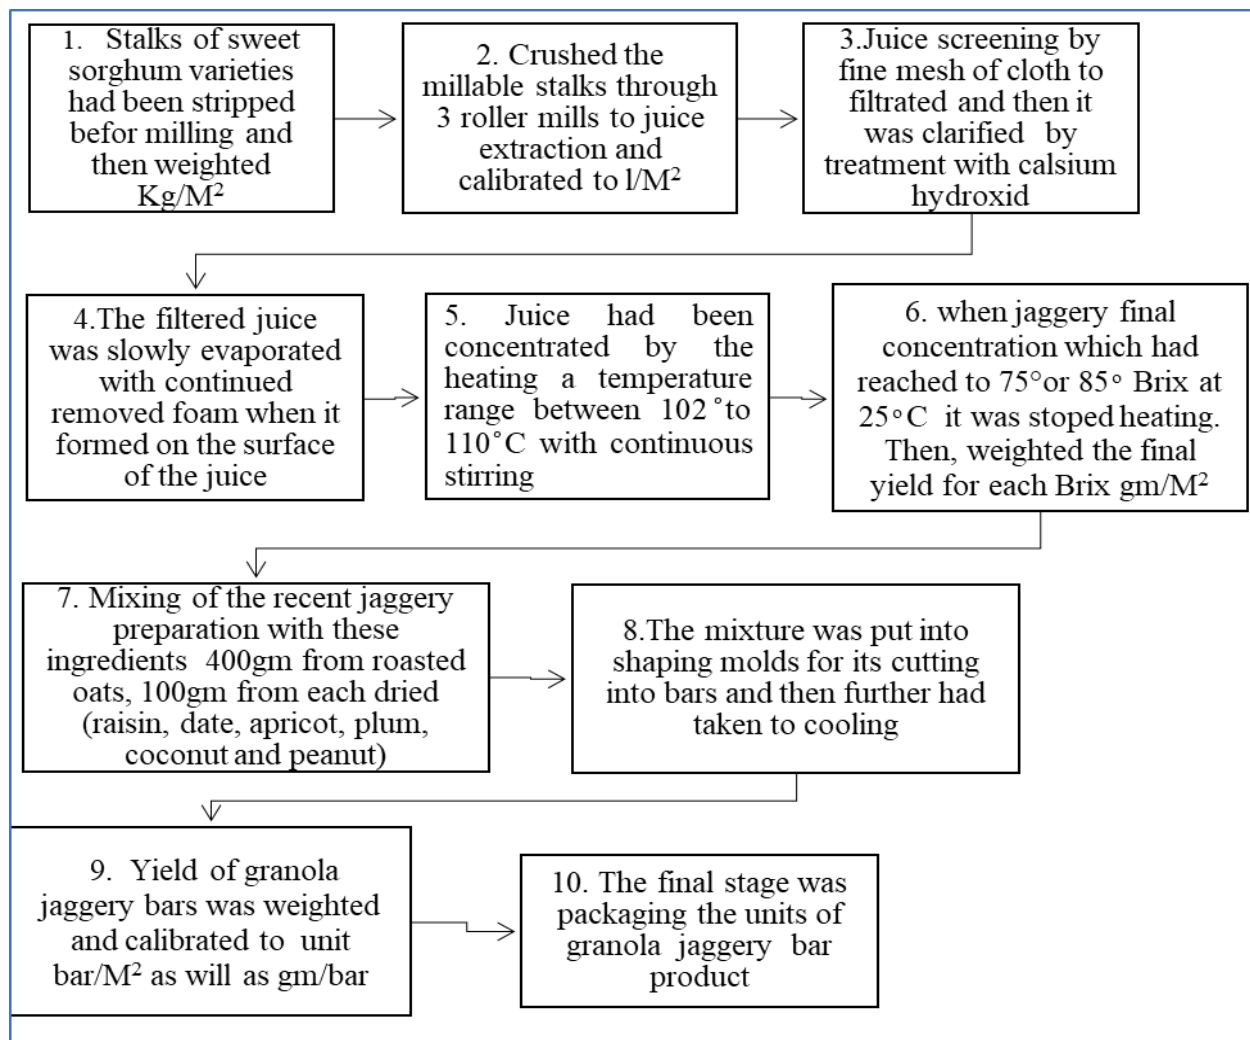 1. Stalks of sweet
sorghum varieties
had been stripped
befor milling and
then weighted
Kg/M²
2. Crushed the
millable stalks through
3 roller mills to juice
extraction and
calibrated to l/M²
3.Juice screening by
fine mesh of cloth to
filtrated and then it
was clarified by
treatment with calsium
hydroxid
4.The filtered juice
was slowly evaporated
with continued
removed foam when it
formed on the surface
of the juice
5. Juice had been
concentrated by the
heating a temperature
range between 102˚to
110˚C with continuous
stirring
6. when jaggery final
concentration which had
reached to 75°or 85° Brix at
25°C it was stoped heating.
Then, weighted the final
yield for each Brix gm/M²
7. Mixing of the recent jaggery
preparation with these
ingredients 400gm from roasted
oats, 100gm from each dried
(raisin, date, apricot, plum,
coconut and peanut)
8.The mixture was put into
shaping molds for its cutting
into bars and then further had
taken to cooling
9. Yield of granola
jaggery bars was weighted
and calibrated to unit
bar/M² as will as gm/bar
10. The final stage was
packaging the units of
granola jaggery bar
product